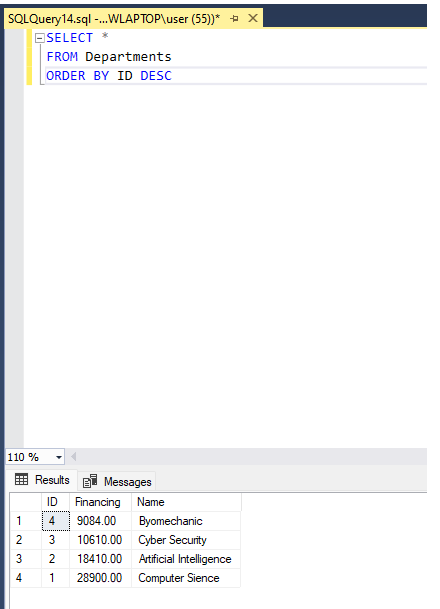 SQLQuery14.sql -...WLAPTOP\user (55))*
SELECT *
FROM Departments
ORDER BY ID DESC
110 %
Results Messages
ID Financing Name
1 4 9084.00 Byomechanic
2 3 10610.00 Cyber Security
3 2 18410.00 Artificial Intelligence
4 1 28900.00 Computer Sience